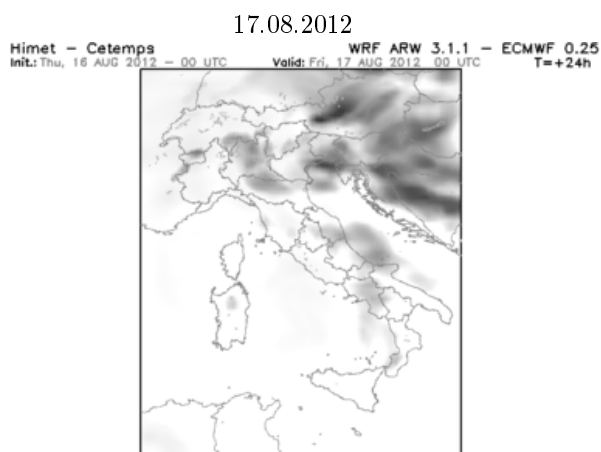 17.08.2012
Himet – Cetemps WRF ARW 3.1.1 – ECMWF 0.25
Init.: Thu, 16 AUG 2012 – 00 UTC Valid: Fri, 17 AUG 2012 00 UTC T=+24h